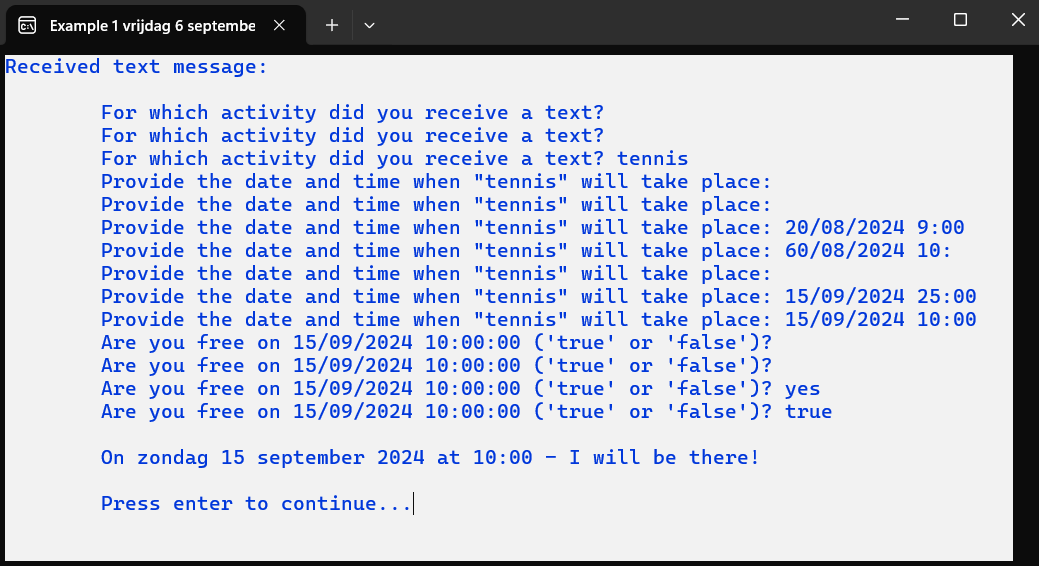 Example 1 vrijdag 6 septembe
Received text message:
For which activity did you receive a text?
For which activity did you receive a text?
For which activity did you receive a text? tennis
Provide the date and time when "tennis" will take place:
Provide the date and time when "tennis" will take place:
Provide the date and time when "tennis" will take place: 20/08/2024 9:00
Provide the date and time when "tennis" will take place: 60/08/2024 10:
Provide the date and time when "tennis" will take place:
Provide the date and time when "tennis" will take place: 15/09/2024 25:00
Provide the date and time when "tennis" will take place: 15/09/2024 10:00
Are you free on 15/09/2024 10:00:00 ('true' or 'false')?
Are you free on 15/09/2024 10:00:00 ('true' or 'false')?
Are you free on 15/09/2024 10:00:00 ('true' or 'false')? yes
Are you free on 15/09/2024 10:00:00 ('true' or 'false')? true
On zondag 15 september 2024 at 10:00 - I will be there!
Press enter to continue...